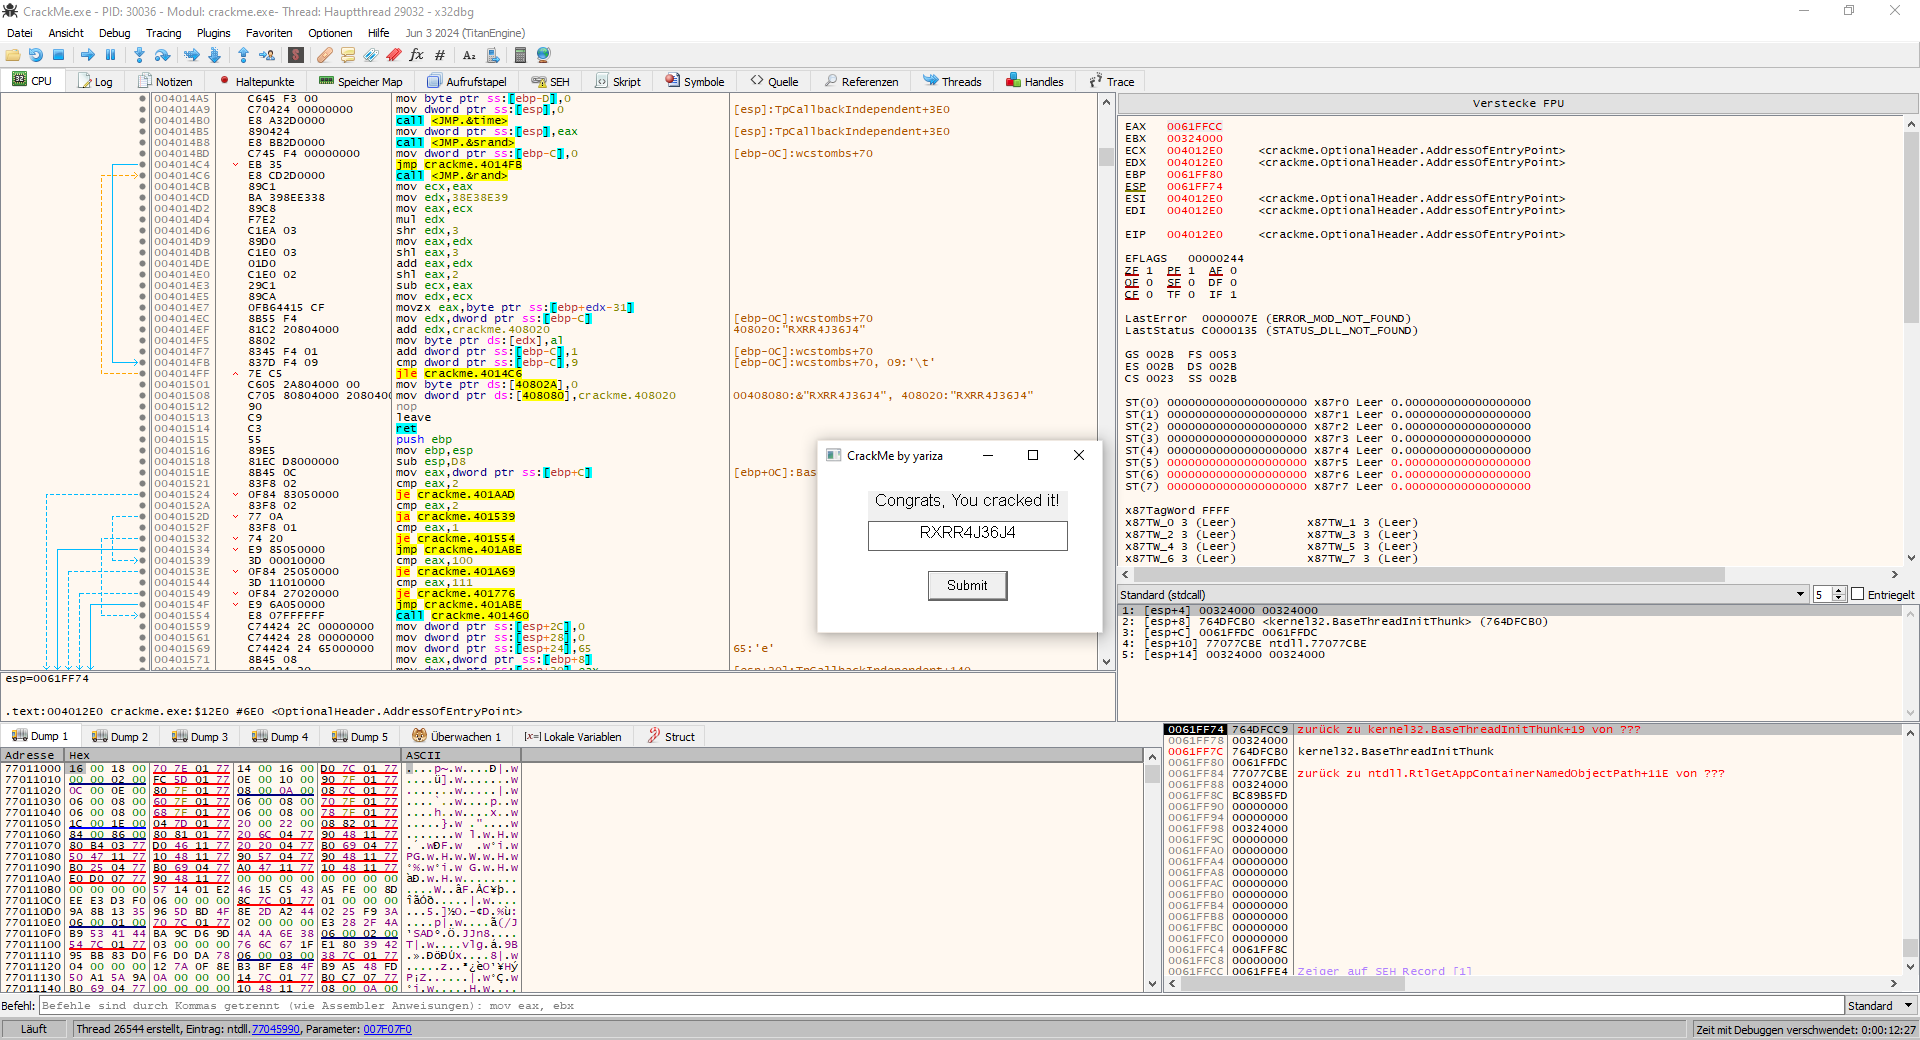 CrackMe.exe - PID: 30036 - Modul: crackme.exe- Thread: Hauptthread 29032 - x32dbg
Datei Ansicht Debug Tracing Plugins Favoriten Optionen Hilfe Jun 3 2024 (TitanEngine)
CPU Log Notizen Haltepunkte Speicher Map Aufrufstapel SEH Skript Symbole Quelle Referenzen Threads Handles Trace
004014A5 C645 F3 00 mov byte ptr ss:[ebp-D],0
004014A9 C70424 00000000 mov dword ptr ss:[esp],0 [esp]:TpCallbackIndependent+3E0
004014B0 E8 A32D0000 call <JMP.&time>
004014B5 890424 mov dword ptr ss:[esp],eax [esp]:TpCallbackIndependent+3E0
004014B8 E8 BB2D0000 call <JMP.&srand>
004014BD C745 F4 00000000 mov dword ptr ss:[ebp-C],0 [ebp-0C]:wcstombs+70
004014C4 EB 35 jmp crackme.4014FB
004014C6 E8 CD2D0000 call <JMP.&rand>
004014CB 89C1 mov ecx,eax
004014CD BA 398EE338 mov edx,38E38E39
004014D2 89C8 mov eax,ecx
004014D4 F7E2 mul edx
004014D6 C1EA 03 shr edx,3
004014D9 89D0 mov eax,edx
004014DB C1E0 03 shl eax,3
004014DE 01D0 add eax,edx
004014E0 C1E0 02 shl eax,2
004014E3 29C1 sub ecx,eax
004014E5 89CA mov edx,ecx
004014E7 0FB64415 CF movzx eax,byte ptr ss:[ebp+edx-31]
004014EC 8B55 F4 mov edx,dword ptr ss:[ebp-C] [ebp-0C]:wcstombs+70
004014EF 81C2 20804000 add edx,crackme.408020 408020:"RXRR4J36J4"
004014F5 8802 mov byte ptr ds:[edx],al
004014F7 8345 F4 01 add dword ptr ss:[ebp-C],1 [ebp-0C]:wcstombs+70
004014FB 837D F4 09 cmp dword ptr ss:[ebp-C],9 [ebp-0C]:wcstombs+70, 09:'\t'
004014FF 7E C5 jle crackme.4014C6
00401501 C605 2A804000 00 mov byte ptr ds:[40802A],0
00401508 C705 80804000 2080400 mov dword ptr ds:[408080],crackme.408020 00408080:&"RXRR4J36J4", 408020:"RXRR4J36J4"
00401512 90 nop
00401513 C9 leave
00401514 C3 ret
00401515 55 push ebp
00401516 89E5 mov ebp,esp
00401518 81EC D8000000 sub esp,D8
0040151E 8B45 0C mov eax,dword ptr ss:[ebp+C] [ebp+0C]:Bas
00401521 83F8 02 cmp eax,2
00401524 0F84 83050000 je crackme.401AAD
0040152A 83F8 02 cmp eax,2
0040152D 77 0A ja crackme.401539
0040152F 83F8 01 cmp eax,1
00401532 74 20 je crackme.401554
00401534 E9 85050000 jmp crackme.401ABE
00401539 3D 00010000 cmp eax,100
0040153E 0F84 25050000 je crackme.401A69
00401544 3D 11010000 cmp eax,111
00401549 0F84 27020000 je crackme.401776
0040154F E9 6A050000 jmp crackme.401ABE
00401554 E8 07FFFFFF call crackme.401460
00401559 C74424 2C 00000000 mov dword ptr ss:[esp+2C],0
00401561 C74424 28 00000000 mov dword ptr ss:[esp+28],0
00401569 C74424 24 65000000 mov dword ptr ss:[esp+24],65 65:'e'
00401571 8B45 08 mov eax,dword ptr ss:[ebp+8]
CrackMe by yariza
Congrats, You cracked it!
RXRR4J36J4
Submit
esp=0061FF74
.text:004012E0 crackme.exe:$12E0 #6E0 <OptionalHeader.AddressOfEntryPoint>
Verstecke FPU
EAX 0061FFCC
EBX 00324000
ECX 004012E0 <crackme.OptionalHeader.AddressOfEntryPoint>
EDX 004012E0 <crackme.OptionalHeader.AddressOfEntryPoint>
EBP 0061FF80
ESP 0061FF74
ESI 004012E0 <crackme.OptionalHeader.AddressOfEntryPoint>
EDI 004012E0 <crackme.OptionalHeader.AddressOfEntryPoint>
EIP 004012E0 <crackme.OptionalHeader.AddressOfEntryPoint>
EFLAGS 00000244
ZF 1 PF 1 AF 0
OF 0 SF 0 DF 0
CF 0 TF 0 IF 1
LastError 0000007E (ERROR_MOD_NOT_FOUND)
LastStatus C0000135 (STATUS_DLL_NOT_FOUND)
GS 002B FS 0053
ES 002B DS 002B
CS 0023 SS 002B
ST(0) 00000000000000000000 x87r0 Leer 0.000000000000000000
ST(1) 00000000000000000000 x87r1 Leer 0.000000000000000000
ST(2) 00000000000000000000 x87r2 Leer 0.000000000000000000
ST(3) 00000000000000000000 x87r3 Leer 0.000000000000000000
ST(4) 00000000000000000000 x87r4 Leer 0.000000000000000000
ST(5) 00000000000000000000 x87r5 Leer 0.000000000000000000
ST(6) 00000000000000000000 x87r6 Leer 0.000000000000000000
ST(7) 00000000000000000000 x87r7 Leer 0.000000000000000000
x87TagWord FFFF
x87TW_0 3 (Leer) x87TW_1 3 (Leer)
x87TW_2 3 (Leer) x87TW_3 3 (Leer)
x87TW_4 3 (Leer) x87TW_5 3 (Leer)
x87TW_6 3 (Leer) x87TW_7 3 (Leer)
Standard (stdcall) 5 Entriegelt
1: [esp+4] 00324000 00324000
2: [esp+8] 764DFCB0 <kernel32.BaseThreadInitThunk> (764DFCB0)
3: [esp+C] 0061FFDC 0061FFDC
4: [esp+10] 77077CBE ntdll.77077CBE
5: [esp+14] 00324000 00324000
Dump 1 Dump 2 Dump 3 Dump 4 Dump 5 Überwachen 1 [x=] Lokale Variablen Struct
Adresse Hex ASCII
77011000 16 00 18 00 70 7E 01 77 14 00 16 00 D0 7C 01 77 ....p~.w....Ð|.w
77011010 00 00 02 00 FC 5D 01 77 0E 00 10 00 90 7F 01 77
77011020 0C 00 0E 00 80 7F 01 77 08 00 0A 00 08 7C 01 77
77011030 06 00 08 00 60 7F 01 77 06 00 08 00 70 7F 01 77
77011040 06 00 08 00 68 7F 01 77 06 00 08 00 78 7F 01 77
77011050 1C 00 1E 00 04 7D 01 77 20 00 22 00 08 82 01 77
77011060 84 00 86 00 80 81 01 77 20 6C 04 77 90 48 11 77
77011070 80 B4 03 77 D0 46 11 77 20 20 04 77 B0 69 04 77
77011080 50 47 11 77 10 48 11 77 90 57 04 77 90 48 11 77
77011090 B0 25 04 77 B0 69 04 77 A0 47 11 77 10 48 11 77
770110A0 E0 D0 07 77 90 48 11 77
770110B0 00 00 00 00 57 14 01 E2 46 15 C5 43 A5 FE 00 8D
770110C0 EE E3 D3 F0 06 00 00 00 8C 7C 01 77 01 00 00 00
770110D0 9A 8B 13 35 96 5D BD 4F 8E 2D A2 44 02 25 F9 3A
770110E0 06 00 01 00 70 7C 01 77 02 00 00 00 E3 28 2F 4A
770110F0 B9 53 41 44 BA 9C D6 9D 4A 4A 6E 38 06 00 02 00
77011100 54 7C 01 77 03 00 00 00 76 6C 67 1F E1 80 39 42
77011110 95 BB 83 D0 F6 D0 DA 78 06 00 03 00 38 7C 01 77
77011120 04 00 00 00 12 7A 0F 8E B3 BF E8 4F B9 A5 48 FD
77011130 50 A1 5A 9A 0A 00 00 00 14 7C 01 77 B0 C7 07 77
77011140 B0 69 04 77 00 00 00 00 10 48 11 77 08 00 0A 00
0061FF74 764DFCC9 zurück zu kernel32.BaseThreadInitThunk+19 von ???
0061FF78 00324000
0061FF7C 764DFCB0 kernel32.BaseThreadInitThunk
0061FF80 0061FFDC
0061FF84 77077CBE zurück zu ntdll.RtlGetAppContainerNamedObjectPath+11E von ???
0061FF88 00324000
0061FF8C BC89B5FD
0061FF90 00000000
0061FF94 00000000
0061FF98 00324000
0061FF9C 00000000
0061FFA0 00000000
0061FFA4 00000000
0061FFA8 00000000
0061FFAC 00000000
0061FFB0 00000000
0061FFB4 00000000
0061FFB8 00000000
0061FFBC 00000000
0061FFC0 00000000
0061FFC4 0061FF8C
0061FFC8 00000000
0061FFCC 0061FFE4 Zeiger auf SEH_Record [1]
Befehl: Befehle sind durch Kommas getrennt (wie Assembler Anweisungen): mov eax, ebx Standard
Läuft Thread 26544 erstellt, Eintrag: ntdll.77045990, Parameter: 007F07F0 Zeit mit Debuggen verschwendet: 0:00:12:27